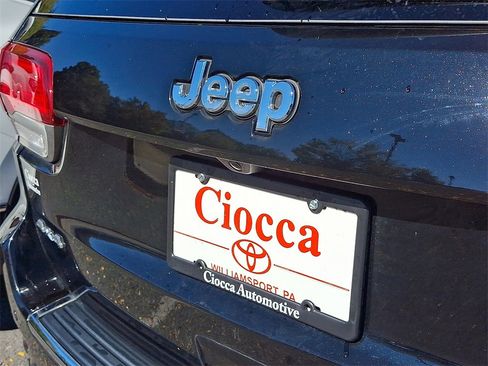 Jeep
Ciocca
WILLIAMSPORT, PA
Ciocca Automotive